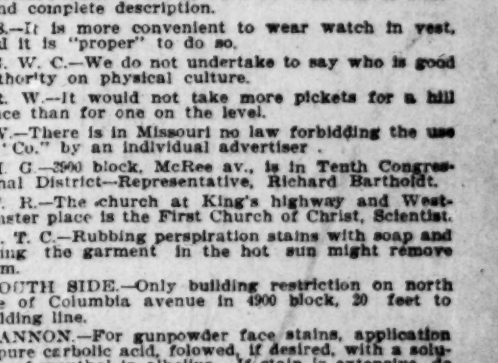 nd complete description.
S.—It is more convenient to wear watch in vest,
d it is "proper" to do so.
. W. C.—We do not undertake to say who is good
thor'ty on physical culture.
. W.—It would not take more pickets for a hill
ce than for one on the level.
.—There is in Missouri no law forbidding the use
"Co." by an individual advertiser .
. G.—3900 block, McRee av., is in Tenth Congres-
nal District—Representative, Richard Bartholdt.
. R.—The church at King's highway and West-
nster place is the First Church of Christ, Scientist.
. T. C.—Rubbing perspiration stains with soap and
ing the garment in the hot sun might remove
m.
OUTH SIDE.—Only building restriction on north
e of Columbia avenue in 4900 block, 20 feet to
lding line.
ANNON.—For gunpowder face stains, application
pure carbolic acid, folowed, if desired, with a solu-